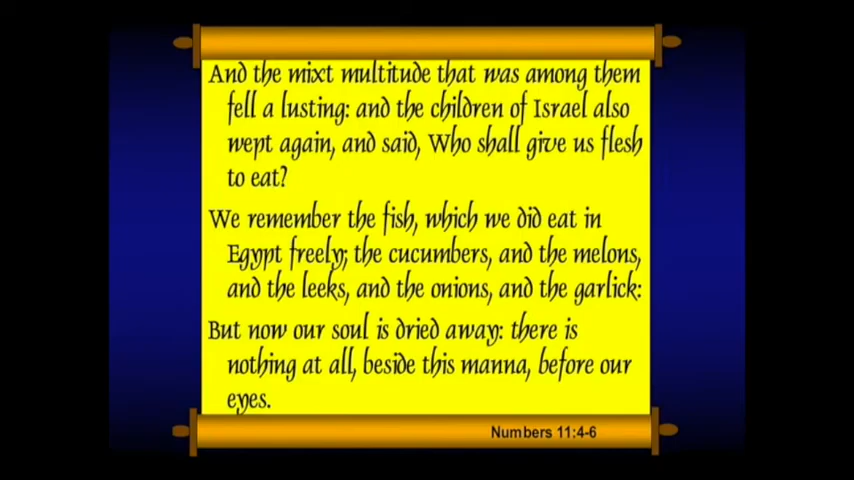 And the mixt multitude that was among them
fell a lusting: and the children of Israel also
wept again, and said, Who shall give us flesh
to eat?
We remember the fish, which we did eat in
Egypt freely; the cucumbers, and the melons,
and the leeks, and the onions, and the garlick:
But now our soul is dried away: there is
nothing at all, beside this manna, before our
eyes.
Numbers 11:4-6